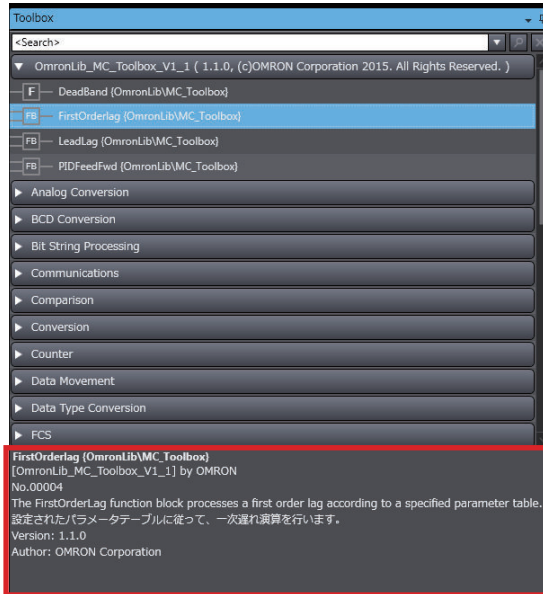 Toolbox
<Search>
OmronLib_MC_Toolbox_V1_1 ( 1.1.0, (c)OMRON Corporation 2015. All Rights Reserved. )
F DeadBand {OmronLib\MC_Toolbox}
FB FirstOrderlag {OmronLib\MC_Toolbox}
FB LeadLag {OmronLib\MC_Toolbox}
FB PIDFeedFwd {OmronLib\MC_Toolbox}
Analog Conversion
BCD Conversion
Bit String Processing
Communications
Comparison
Conversion
Counter
Data Movement
Data Type Conversion
FCS
FirstOrderlag {OmronLib\MC_Toolbox}
[OmronLib_MC_Toolbox_V1_1] by OMRON
No.00004
The FirstOrderLag function block processes a first order lag according to a specified parameter table.
設定されたパラメータテーブルに従って、一次遅れ演算を行います。
Version: 1.1.0
Author: OMRON Corporation